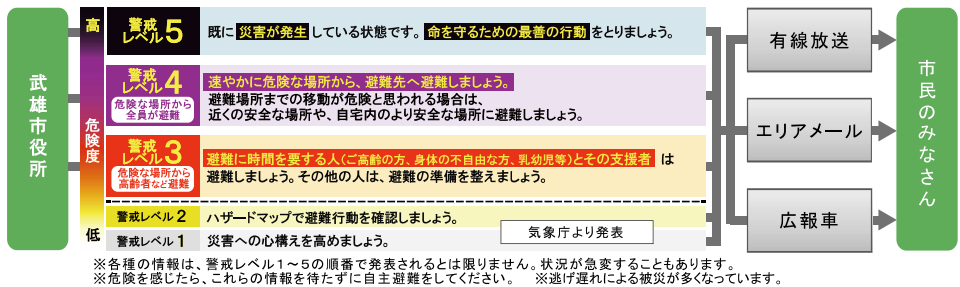 武雄市役所
高
危険度
低
警戒
レベル5
既に災害が発生している状態です。命を守るための最善の行動をとりましょう。
警戒
レベル4
危険な場所から
全員が避難
速やかに危険な場所から、避難先へ避難しましょう。
避難場所までの移動が危険と思われる場合は、
近くの安全な場所や、自宅内のより安全な場所に避難しましょう。
警戒
レベル3
危険な場所から
高齢者など避難
避難に時間を要する人（ご高齢の方、身体の不自由な方、乳幼児等）とその支援者 は
避難しましょう。その他の人は、避難の準備を整えましょう。
警戒レベル2
ハザードマップで避難行動を確認しましょう。
警戒レベル1
災害への心構えを高めましょう。
気象庁より発表
有線放送
エリアメール
広報車
市民のみなさん
※各種の情報は、警戒レベル1～5の順番で発表されるとは限りません。状況が急変することもあります。
※危険を感じたら、これらの情報を待たずに自主避難をしてください。　※逃げ遅れによる被災が多くなっています。